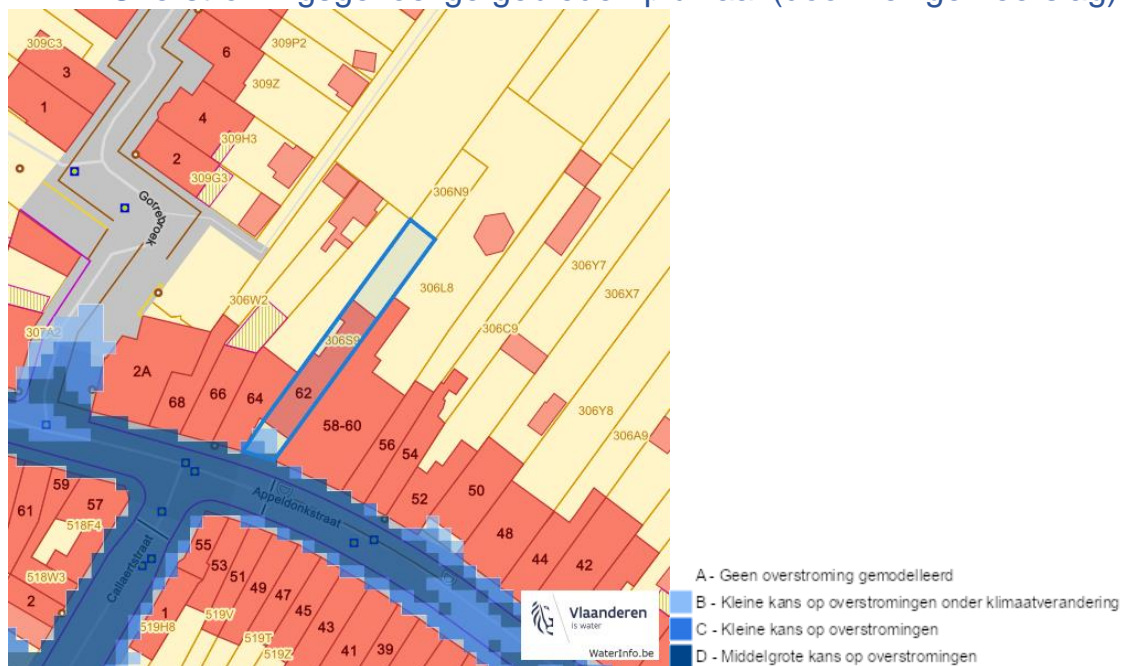 309C3
309P2
6
3
309Z
1
4
309H3
2
309G3
Gorrebroek
306N9
306Y7
306L8
306X7
306W2
307A2
306S9
306C9
2A
68
66
64
62
58-60
56
54
306Y8
306A9
52
50
48
44
42
59
61
57
518F4
Appeldonkstraat
Callaertstraat
518W3
2
55
53
51
49
47
45
43
41
39
1
519V
519H8
519T
519Z
Vlaanderen
is water
WaterInfo.be
A - Geen overstroming gemodelleerd
B - Kleine kans op overstromingen onder klimaatverandering
C - Kleine kans op overstromingen
D - Middelgrote kans op overstromingen